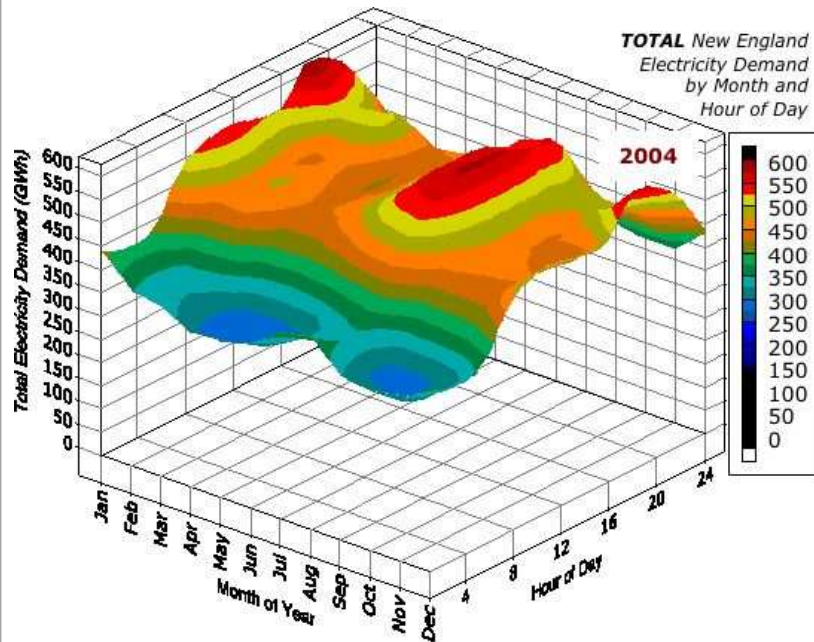 TOTAL New England
Electricity Demand
by Month and
Hour of Day
2004
Total Electricity Demand (GWh)
600
550
500
450
400
350
300
250
200
150
100
50
0
600
550
500
450
400
350
300
250
200
150
100
50
0
Jan
Feb
Mar
Apr
May
Jun
Jul
Aug
Sep
Oct
Nov
Dec
Month of Year
4
8
12
16
20
24
Hour of Day